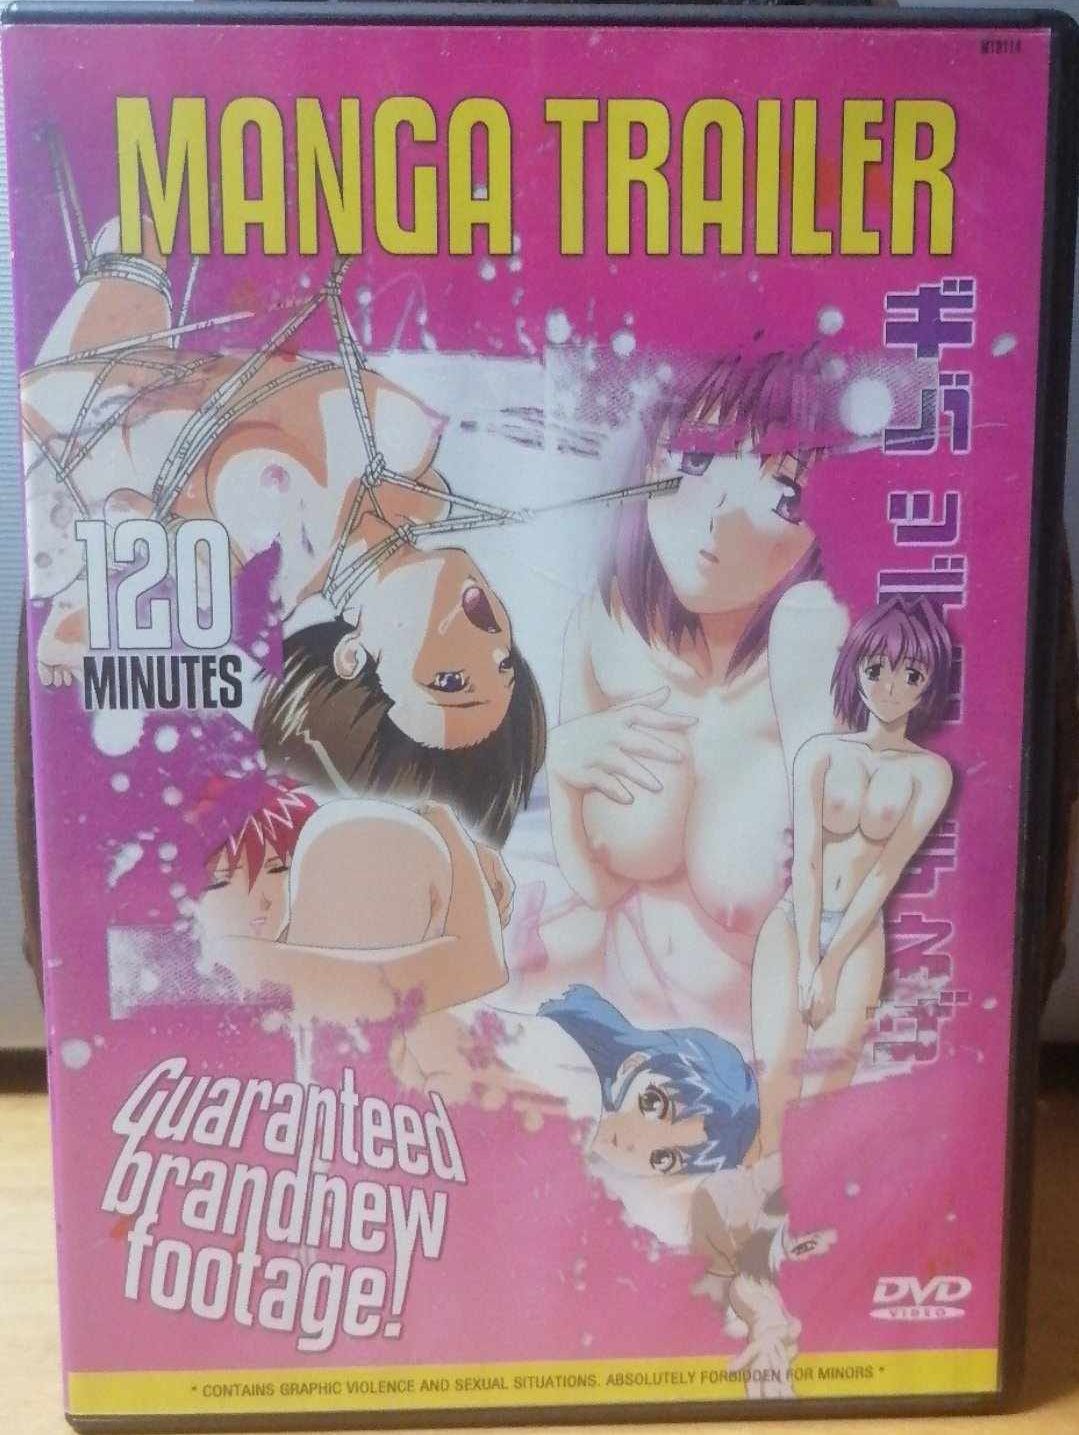 MANGA TRAILER
120
MINUTES
Guaranteed
brandnew
footage!
DVD
VIDEO
* CONTAINS GRAPHIC VIOLENCE AND SEXUAL SITUATIONS. ABSOLUTELY FORBIDDEN FOR MINORS *